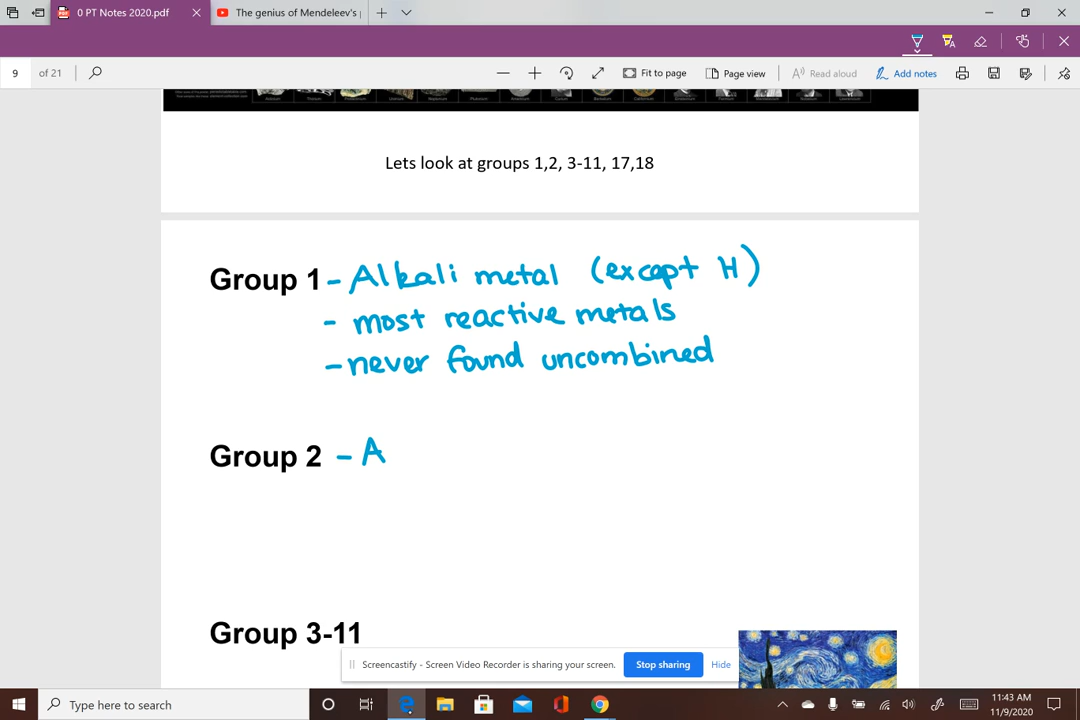 0 PT Notes 2020.pdf
The genius of Mendeleev's
9 of 21
Fit to page
Page view
Read aloud
Add notes
Lets look at groups 1,2, 3-11, 17,18
Group 1 - Alkali metal (except H)
- most reactive metals
- never found uncombined
Group 2 - A
Group 3-11
Screencastify - Screen Video Recorder is sharing your screen.
Stop sharing
Hide
Type here to search
11:43 AM
11/9/2020